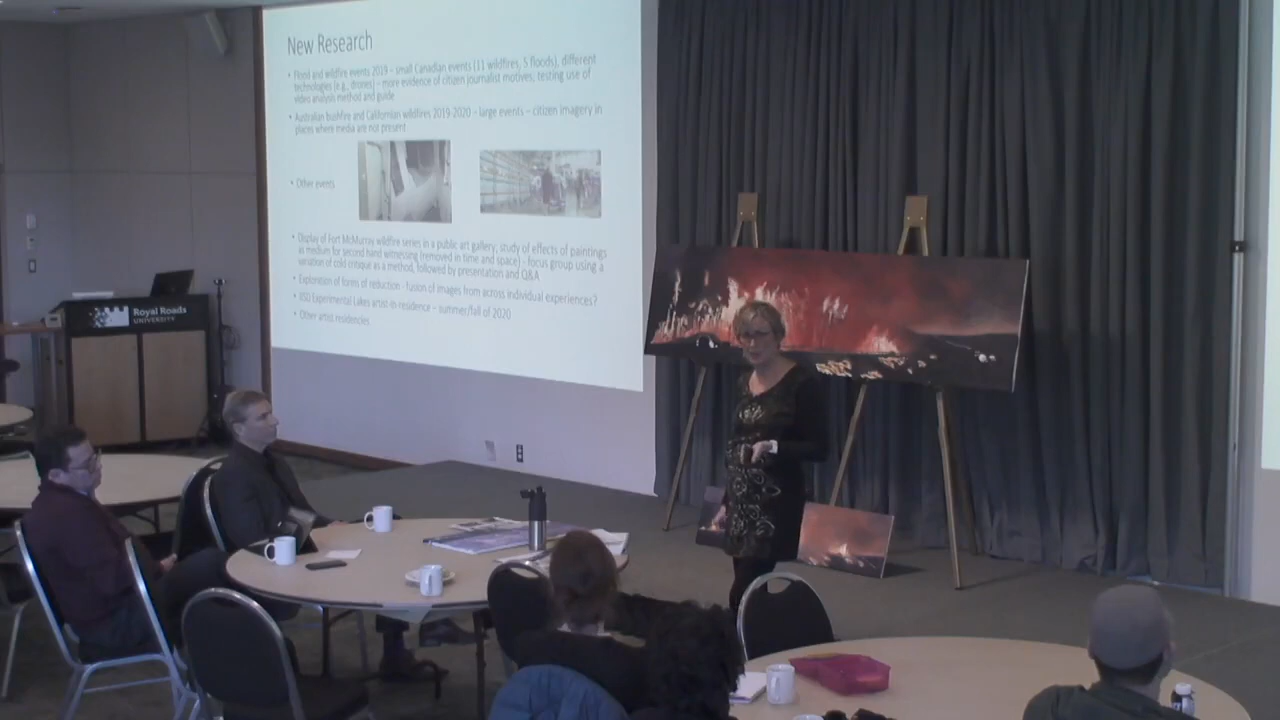 New Research
• Flood and wildfire events 2019 – small Canadian events (11 wildfires, 5 floods), different
technologies (e.g., drones) – more evidence of citizen journalist motives; testing use of
video analysis method and guide
• Australian bushfire and Californian wildfires 2019-2020 – large events – citizen imagery in
places where media are not present
• Other events
• Display of Fort McMurray wildfire series in a public art gallery; study of effects of paintings
as medium for second hand witnessing (removed in time and space) - focus group using a
variation of cold critique as a method, followed by presentation and Q&A
• Exploration of forms of reduction - fusion of images from across individual experiences?
• IISD Experimental Lakes artist-in-residence – summer/fall of 2020
• Other artist residencies
Royal Roads
UNIVERSITY